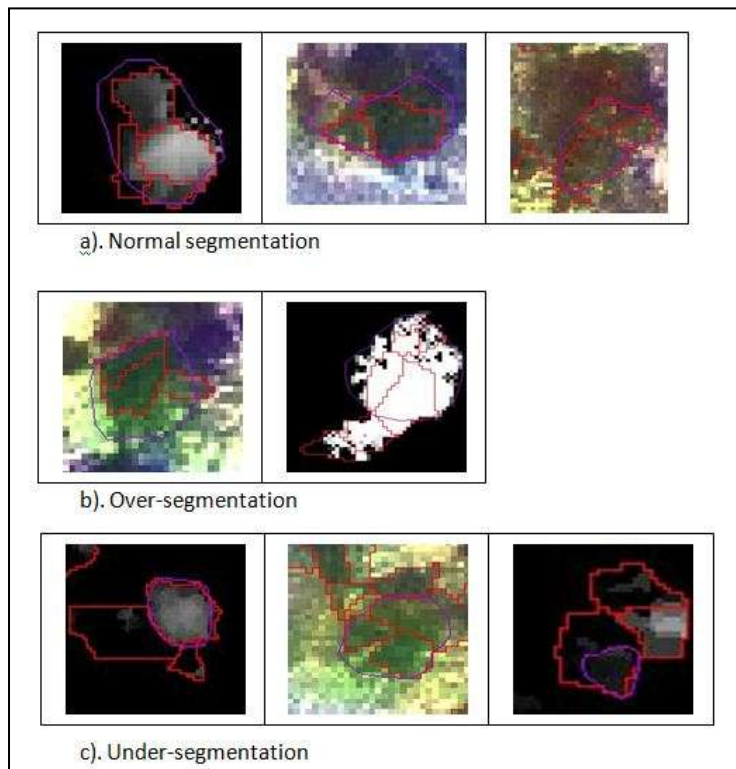 a). Normal segmentation
b). Over-segmentation
c). Under-segmentation